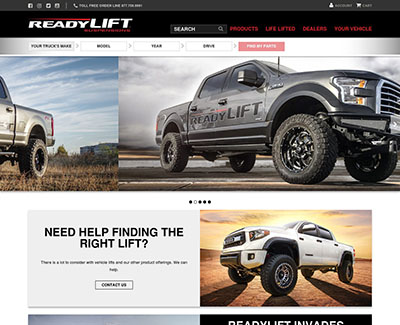 TOLL FREE ORDER LINE 877.759.9991
ACCOUNT
CART
READYLIFT
SUSPENSIONS
SEARCH
PRODUCTS
LIFE LIFTED
DEALERS
YOUR VEHICLE
YOUR TRUCK'S MAKE
MODEL
YEAR
DRIVE
FIND MY PARTS
READYLIFT
NEED HELP FINDING THE
RIGHT LIFT?
There is a lot to consider with vehicle lifts and our other product offerings. We can
help.
CONTACT US
READYLIFT INVADES